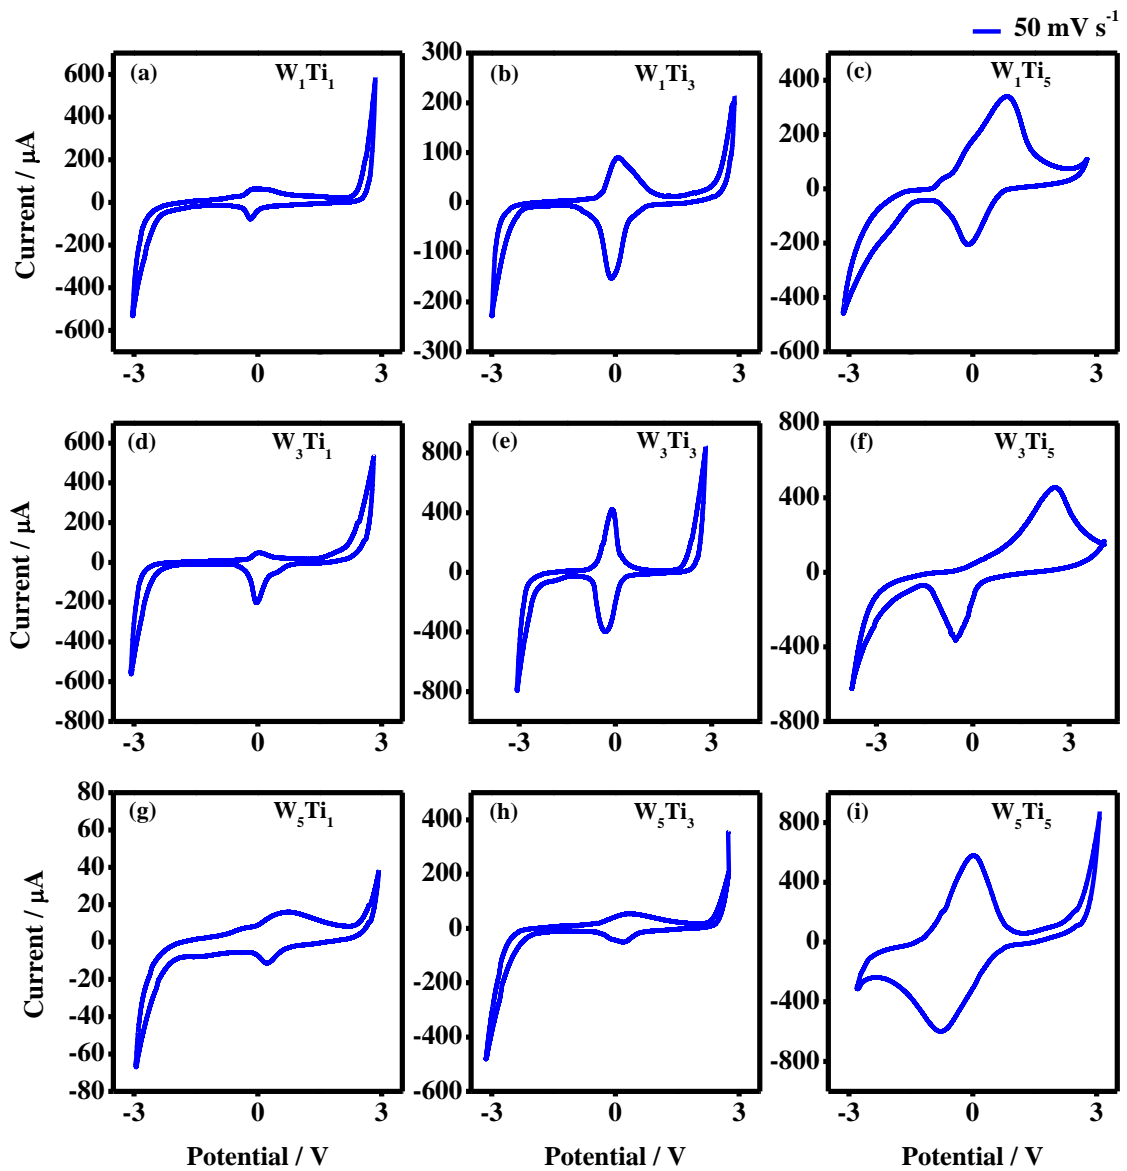 50 mV s⁻¹
(a) W₁Ti₁
600
400
200
0
-200
-400
-600
-3 0 3
Current / µA
(b) W₁Ti₃
300
200
100
0
-100
-200
-300
-3 0 3
(c) W₁Ti₅
400
200
0
-200
-400
-600
-3 0 3
(d) W₃Ti₁
600
400
200
0
-200
-400
-600
-800
-3 0 3
Current / µA
(e) W₃Ti₃
800
400
0
-400
-800
-3 0 3
(f) W₃Ti₅
800
400
0
-400
-800
-3 0 3
(g) W₅Ti₁
80
60
40
20
0
-20
-40
-60
-80
-3 0 3
Current / µA
Potential / V
(h) W₅Ti₃
400
200
0
-200
-400
-600
-3 0 3
Potential / V
(i) W₅Ti₅
800
400
0
-400
-800
-3 0 3
Potential / V